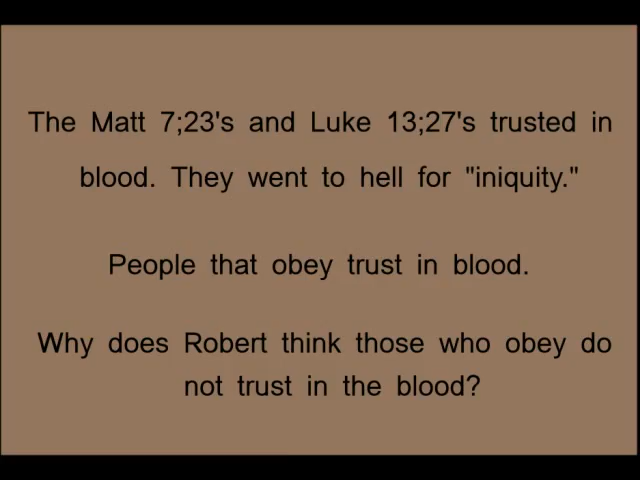 The Matt 7;23's and Luke 13;27's trusted in
blood. They went to hell for "iniquity."
People that obey trust in blood.
Why does Robert think those who obey do
not trust in the blood?